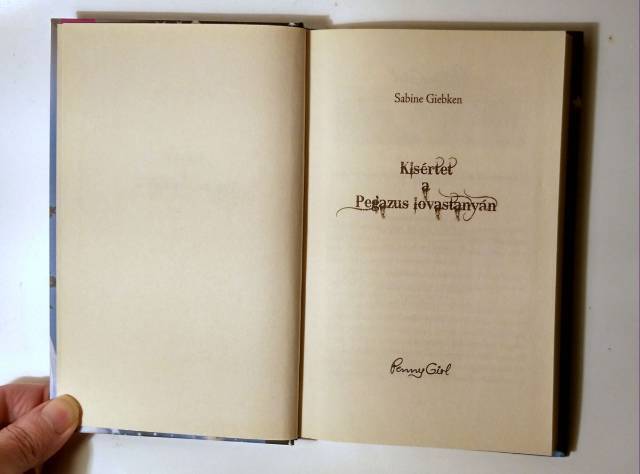 Sabine Giebken
Kísértet
a
Pegazus lovastanyán
Penny Girl